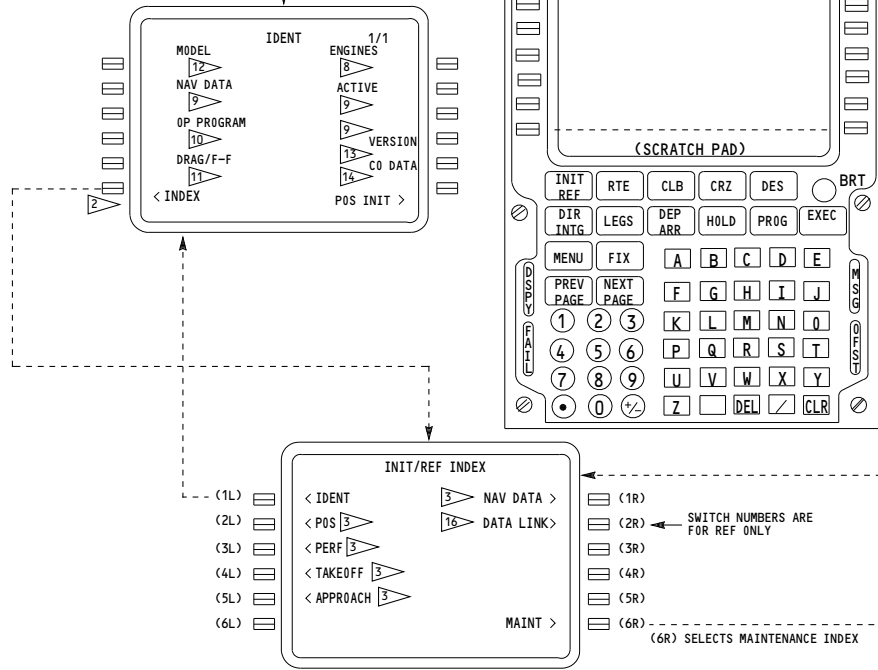 IDENT 1/1
MODEL ENGINES
12 8
NAV DATA ACTIVE
9 9
OP PROGRAM 9
10 VERSION
13
DRAG/F-F CO DATA
11 14
< INDEX POS INIT >
2
(SCRATCH PAD)
INIT REF RTE CLB CRZ DES BRT
DIR INTG LEGS DEP ARR HOLD PROG EXEC
MENU FIX A B C D E
PREV PAGE NEXT PAGE F G H I J
1 2 3 K L M N O
4 5 6 P Q R S T
7 8 9 U V W X Y
• 0 +/- Z DEL / CLR
DSPY
FAIL
MSG
OFST
INIT/REF INDEX
(1L) < IDENT 3 NAV DATA > (1R)
(2L) < POS 3 16 DATA LINK> (2R) SWITCH NUMBERS ARE
FOR REF ONLY
(3L) < PERF 3 (3R)
(4L) < TAKEOFF 3 (4R)
(5L) < APPROACH 3 (5R)
(6L) MAINT > (6R)
(6R) SELECTS MAINTENANCE INDEX